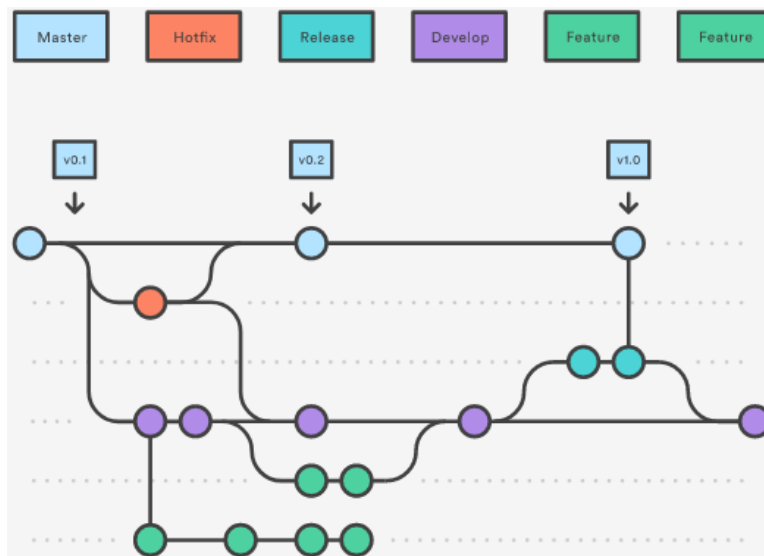 Master
Hotfix
Release
Develop
Feature
Feature
v0.1
v0.2
v1.0